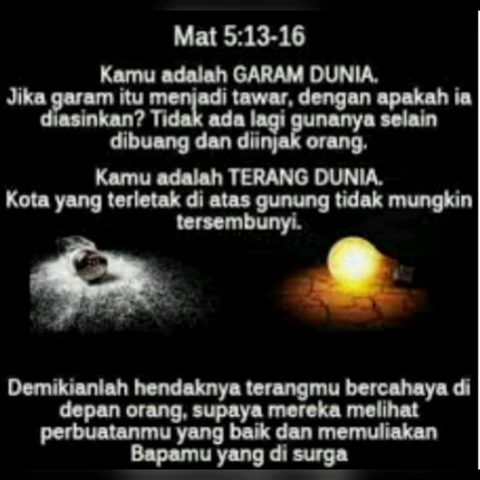 Mat 5:13-16
Kamu adalah GARAM DUNIA.
Jika garam itu menjadi tawar, dengan apakah ia
diasinkan? Tidak ada lagi gunanya selain
dibuang dan diinjak orang.
Kamu adalah TERANG DUNIA.
Kota yang terletak di atas gunung tidak mungkin
tersembunyi.
Demikianlah hendaknya terangmu bercahaya di
depan orang, supaya mereka melihat
perbuatanmu yang baik dan memuliakan
Bapamu yang di surga